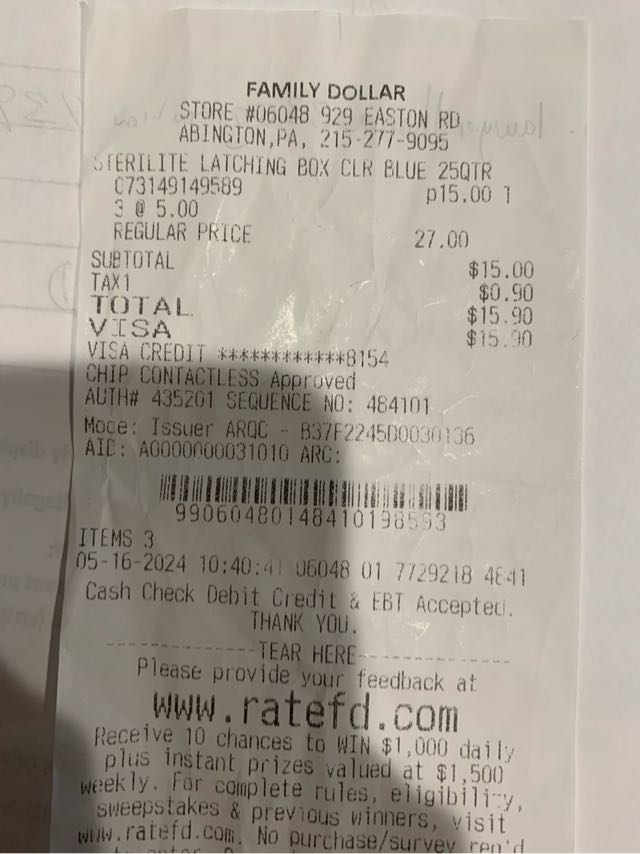 FAMILY DOLLAR
STORE #06048 929 EASTON RD
ABINGTON,PA, 215-277-9095
STERILITE LATCHING BOX CLR BLUE 25QTR
073149149589 p15.00 1
3 @ 5.00
REGULAR PRICE 27.00
SUBTOTAL $15.00
TAX1 $0.90
TOTAL $15.90
VISA $15.90
VISA CREDIT ************8154
CHIP CONTACTLESS Approved
AUTH# 435201 SEQUENCE NO: 484101
Mode: Issuer ARQC - B37F2245D0030136
AID: A0000000031010 ARC:
99060480148410198593
ITEMS 3
05-16-2024 10:40:41 06048 01 7729218 4841
Cash Check Debit Credit & EBT Accepted.
THANK YOU.
TEAR HERE
Please provide your feedback at
www.ratefd.com
Receive 10 chances to WIN $1,000 daily
plus instant prizes valued at $1,500
weekly. For complete rules, eligibility,
sweepstakes & previous winners, visit
www.ratefd.com. No purchase/survey req'd